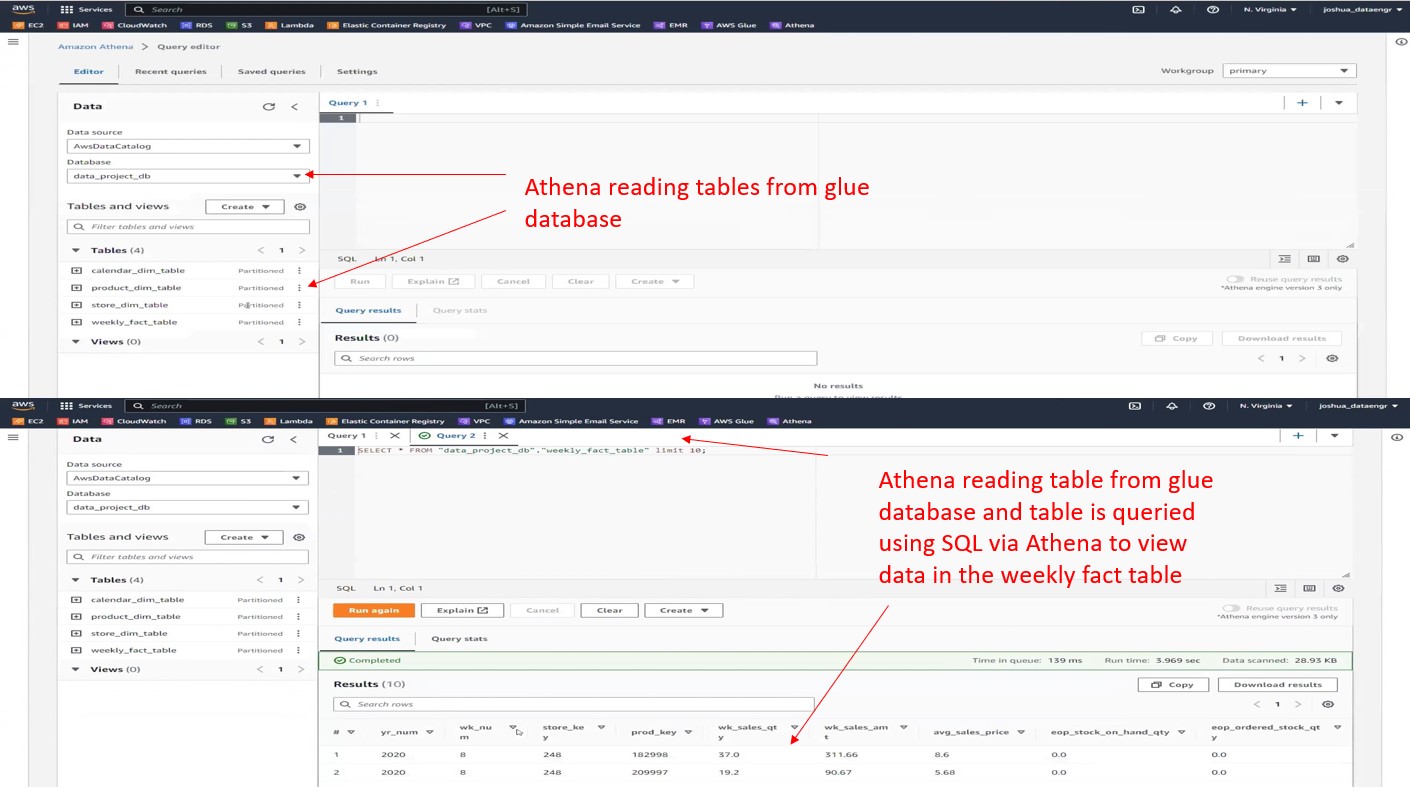 aws Services Search [Alt+S] N. Virginia joshua_dataengr
EC2 IAM CloudWatch RDS S3 Lambda Elastic Container Registry VPC Amazon Simple Email Service EMR AWS Glue Athena
Amazon Athena > Query editor
Editor Recent queries Saved queries Settings Workgroup primary
Data
Query 1
Data source
AwsDataCatalog
1
Database
data_project_db
Athena reading tables from glue
database
Tables and views Create
Filter tables and views
Tables (4) < 1 >
SQL Ln 1, Col 1
calendar_dim_table Partitioned
product_dim_table Partitioned
store_dim_table Partitioned
weekly_fact_table Partitioned
Views (0) < 1 >
Run Explain Cancel Clear Create
Reuse query results
*Athena engine version 3 only
Query results Query stats
Results (0) Copy Download results
Search rows < 1 >
No results
Run a query to view results
aws Services Search [Alt+S] N. Virginia joshua_dataengr
EC2 IAM CloudWatch RDS S3 Lambda Elastic Container Registry VPC Amazon Simple Email Service EMR AWS Glue Athena
Data
Query 1 Query 2
1 SELECT * FROM "data_project_db"."weekly_fact_table" limit 10;
Data source
AwsDataCatalog
Database
data_project_db
Athena reading table from glue
database and table is queried
using SQL via Athena to view
data in the weekly fact table
Tables and views Create
Filter tables and views
Tables (4) < 1 >
SQL Ln 1, Col 1
calendar_dim_table Partitioned
product_dim_table Partitioned
store_dim_table Partitioned
weekly_fact_table Partitioned
Views (0) < 1 >
Run again Explain Cancel Clear Create
Reuse query results
*Athena engine version 3 only
Query results Query stats
Completed Time in queue: 139 ms Run time: 3.969 sec Data scanned: 28.93 KB
Results (10) Copy Download results
Search rows < 1 >
# yr_num wk_num store_key prod_key wk_sales_qty wk_sales_amt avg_sales_price eop_stock_on_hand_qty eop_ordered_stock_qty
1 2020 8 248 182998 37.0 311.66 8.6 0.0 0.0
2 2020 8 248 209997 19.2 90.67 5.68 0.0 0.0